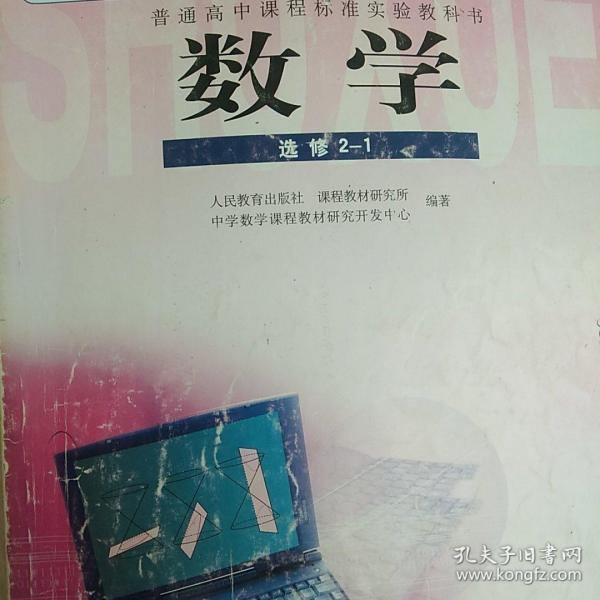 普通高中课程标准实验教科书
SHUXUE
数学
选修 2-1
人民教育出版社 课程教材研究所 编著
中学数学课程教材研究开发中心
孔夫子旧书网
www.kongfz.com